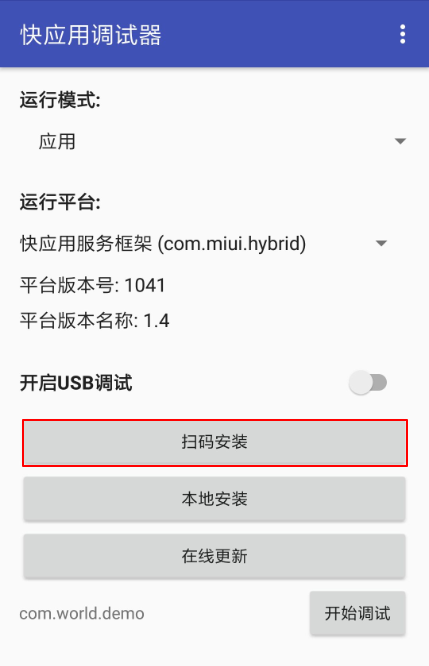 快应用调试器
运行模式:
应用
运行平台:
快应用服务框架 (com.miui.hybrid)
平台版本号: 1041
平台版本名称: 1.4
开启USB调试
扫码安装
本地安装
在线更新
com.world.demo
开始调试